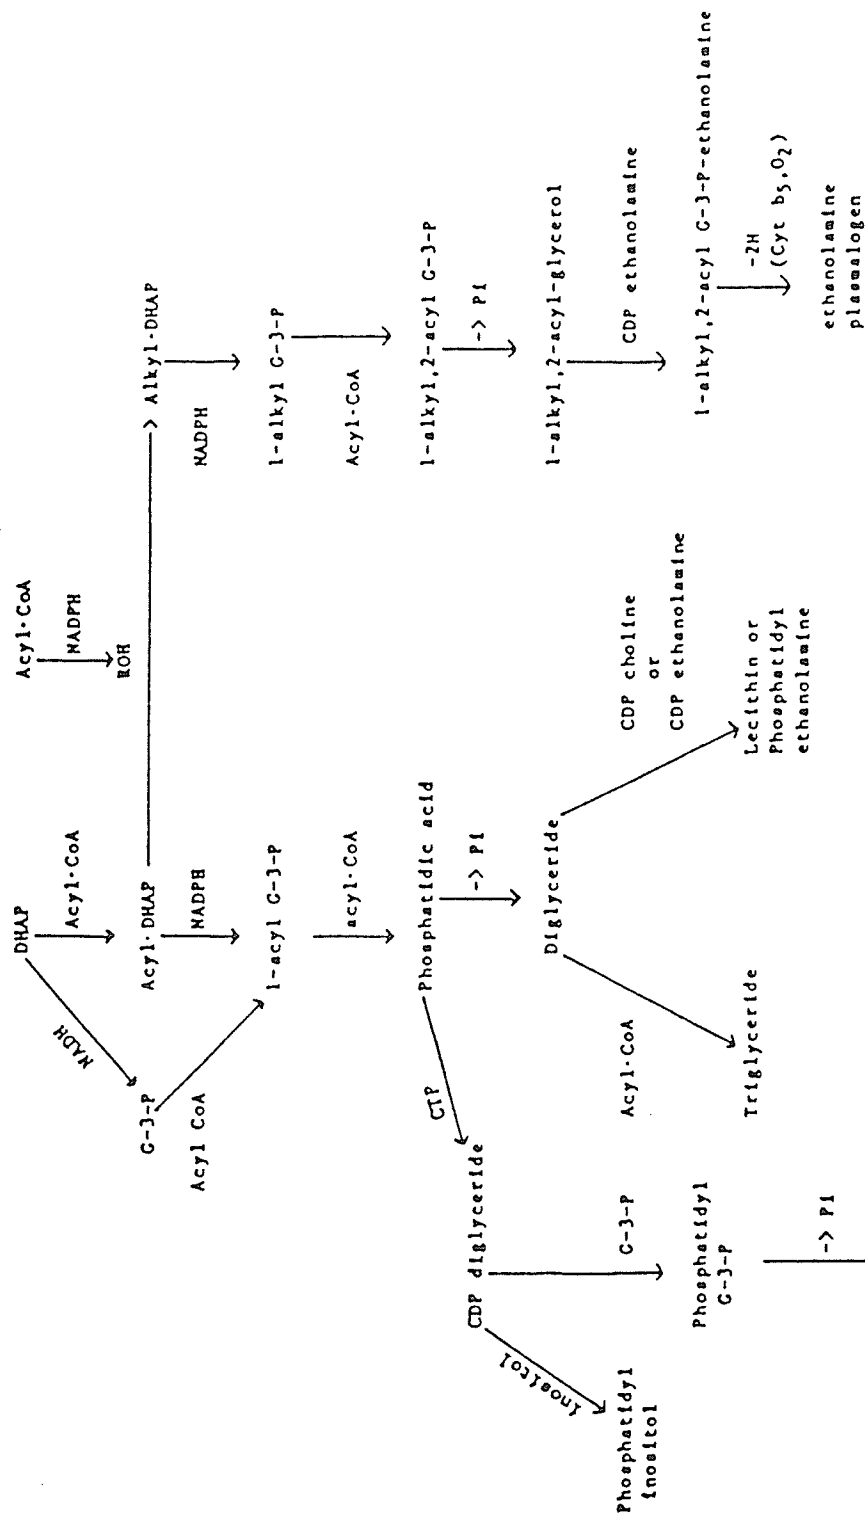 DHAP
Acyl·CoA
NADPH
ROH
NADH
Acyl·CoA
G-3-P
Acyl·DHAP
Alkyl·DHAP
Acyl CoA
NADPH
NADPH
1-acyl G-3-P
1-alkyl G-3-P
acyl·CoA
Acyl·CoA
Phosphatidic acid
1-alkyl,2-acyl G-3-P
CTP
-> Pi
-> Pi
CDP diglyceride
Diglyceride
1-alkyl,2-acyl-glycerol
inositol
G-3-P
Acyl·CoA
CDP choline
or
CDP ethanolamine
CDP ethanolamine
Phosphatidyl
inositol
Phosphatidyl
G-3-P
Triglyceride
Lecithin or
Phosphatidyl
ethanolamine
1-alkyl,2-acyl G-3-P-ethanolamine
-> Pi
-2H
(Cyt b5,O2)
ethanolamine
plasmalogen